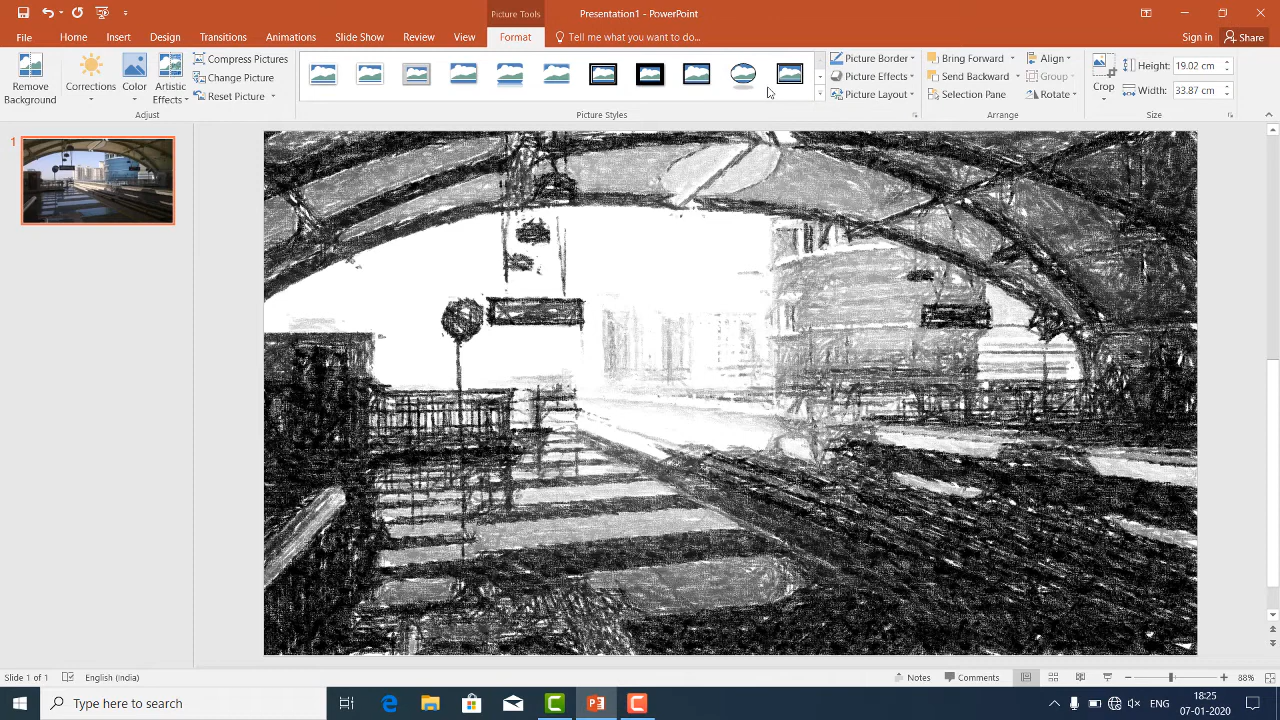 Picture Tools
Presentation1 - PowerPoint
File
Home
Insert
Design
Transitions
Animations
Slide Show
Review
View
Format
Tell me what you want to do...
Sign in
Share
Remove Background
Corrections
Color
Artistic Effects
Compress Pictures
Change Picture
Reset Picture
Picture Border
Picture Effects
Picture Layout
Bring Forward
Send Backward
Selection Pane
Align
Group
Rotate
Crop
Height: 19.02 cm
Width: 33.87 cm
Adjust
Picture Styles
Arrange
Size
1
Slide 1 of 1
English (India)
Notes
Comments
88%
Type here to search
ENG
18:25
07-01-2020